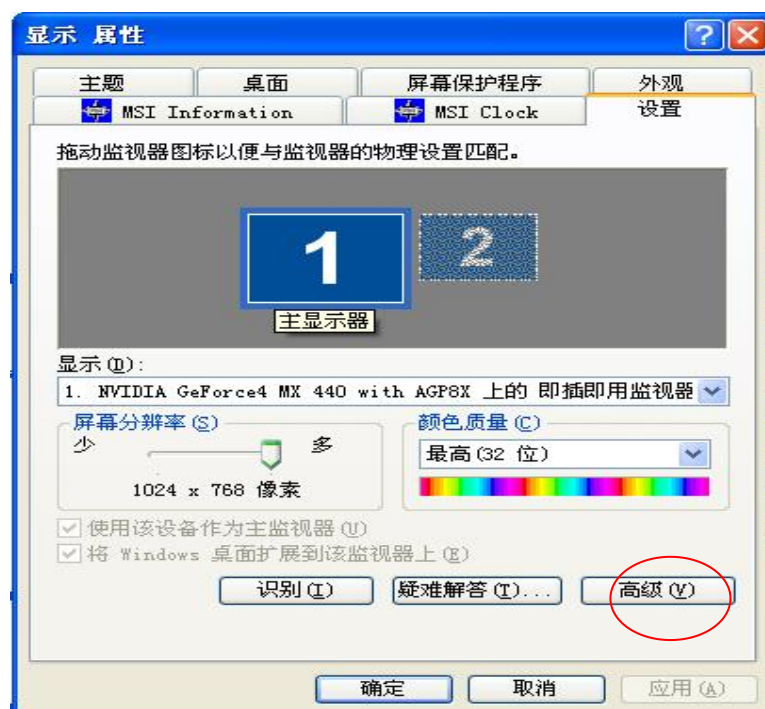 显示 属性
主题 桌面 屏幕保护程序 外观
MSI Information MSI Clock 设置
拖动监视器图标以便与监视器的物理设置匹配。
1 2
主显示器
显示(D):
1. NVIDIA GeForce4 MX 440 with AGP8X 上的 即插即用监视器
屏幕分辨率(S) 颜色质量(C)
少 多 最高(32 位)
1024 x 768 像素
使用该设备作为主监视器(U)
将 Windows 桌面扩展到该监视器上(E)
识别(I) 疑难解答(T)... 高级(V)
确定 取消 应用(A)